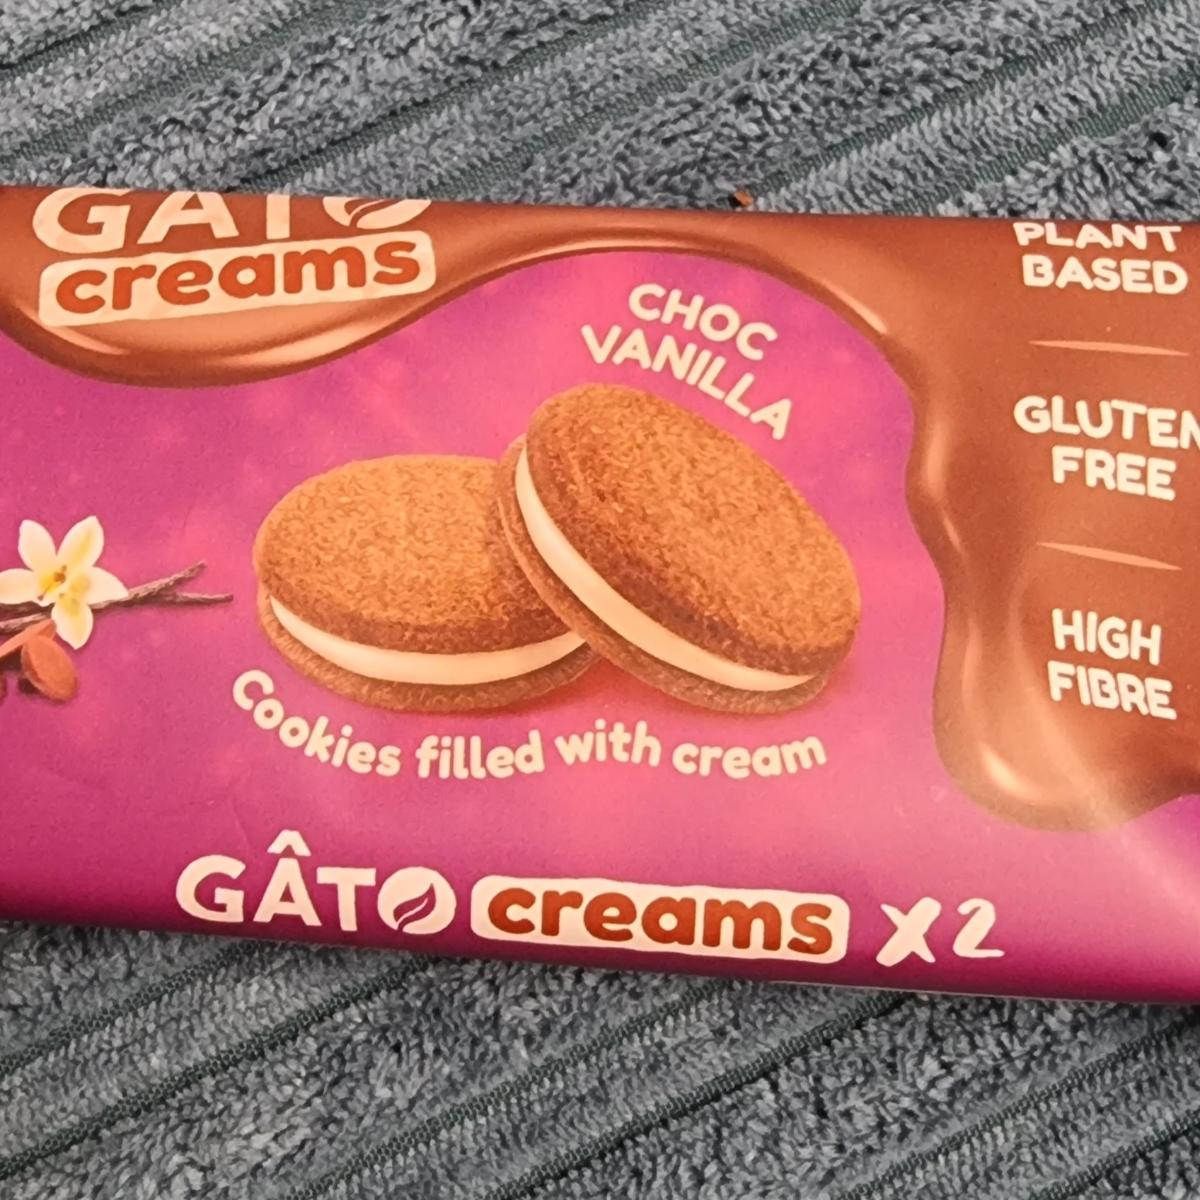 GATO
creams
CHOC
VANILLA
Cookies filled with cream
PLANT
BASED
GLUTEN
FREE
HIGH
FIBRE
GÂTO creams X2